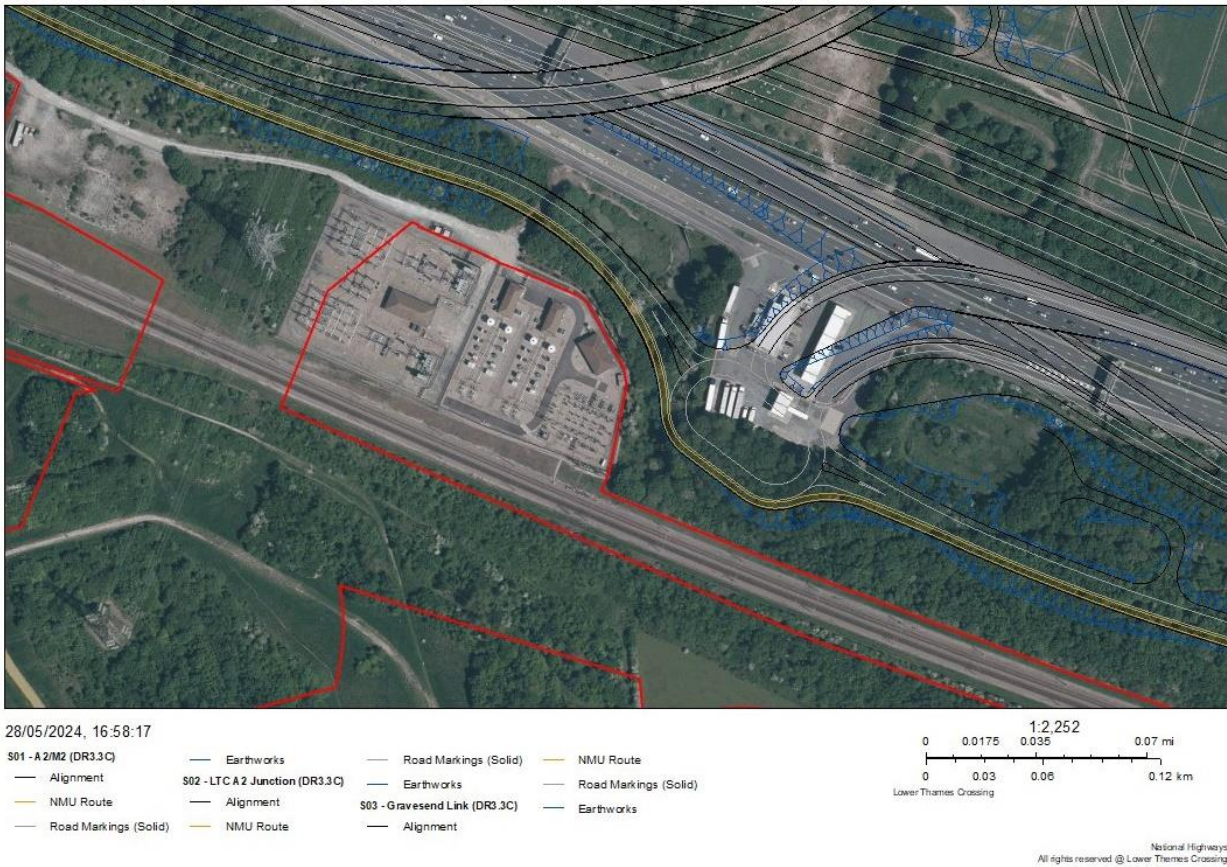 28/05/2024, 16:58:17
S01 - A2/M2 (DR3.3C)
Alignment
NMU Route
Road Markings (Solid)
Earthworks
S02 - LTC A2 Junction (DR3.3C)
Alignment
NMU Route
Road Markings (Solid)
Earthworks
S03 - Gravesend Link (DR3.3C)
Alignment
NMU Route
Road Markings (Solid)
Earthworks
1:2,252
0 0.0175 0.035 0.07 mi
0 0.03 0.06 0.12 km
Lower Thames Crossing
National Highways
All rights reserved @ Lower Themes Crossing